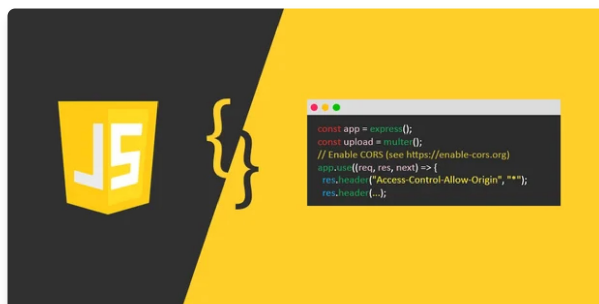 JS
{}
const app = express();
const upload = multer();
// Enable CORS (see https://enable-cors.org)
app.use((req, res, next) => {
res.header("Access-Control-Allow-Origin", "*");
res.header(...);